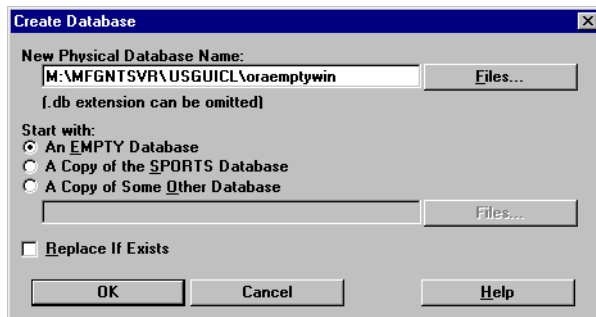 Create Database
New Physical Database Name:
M:\MFGNTSVR\USGUICL\oraemptywin
Files...
(.db extension can be omitted)
Start with:
An EMPTY Database
A Copy of the SPORTS Database
A Copy of Some Other Database
Files...
Replace If Exists
OK Cancel Help